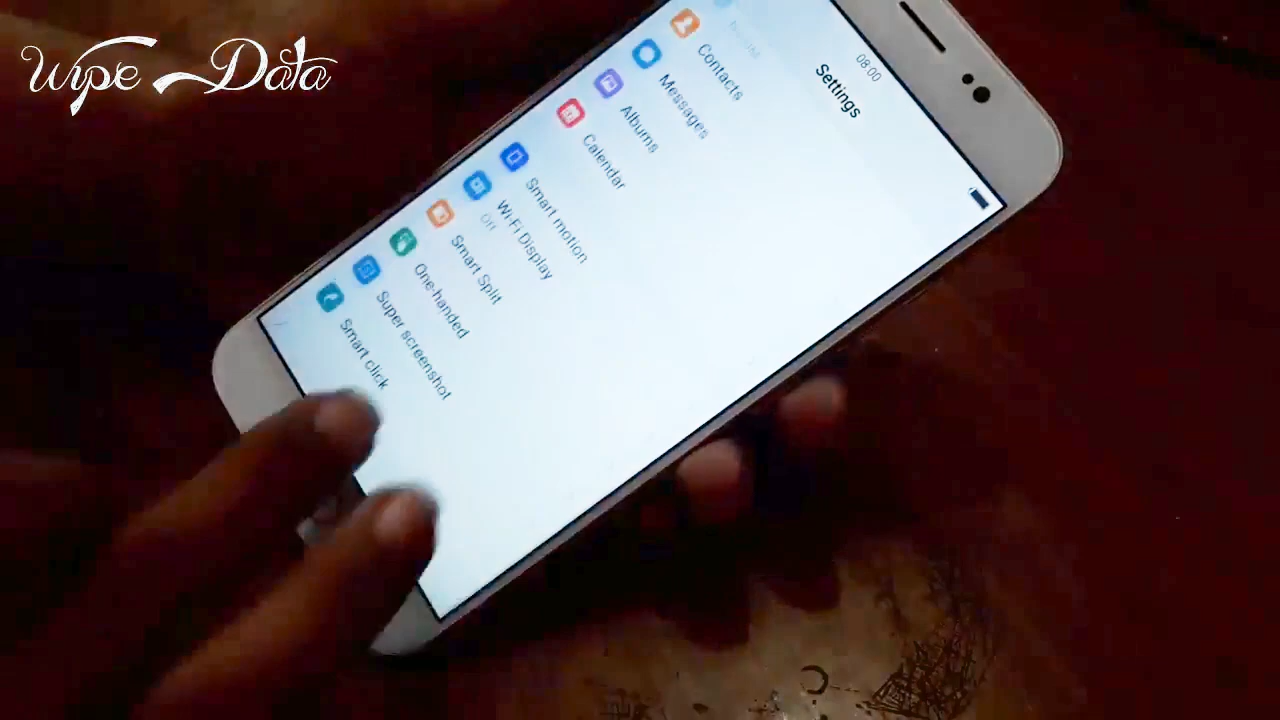 Wipe Data
08:00
Settings
Contacts
Messages
Albums
Calendar
Smart motion
Wi-Fi Display
Off
Smart Split
One-handed
Super screenshot
Smart click